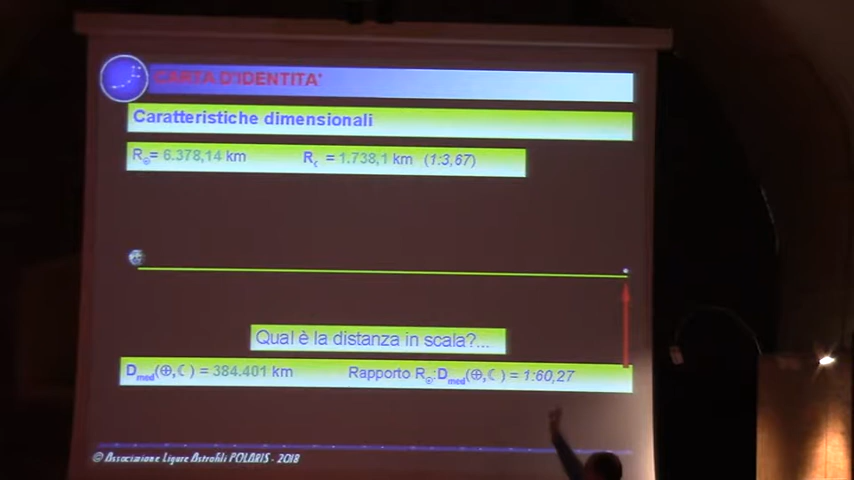 CARTA D'IDENTITA'
Caratteristiche dimensionali
R⊕= 6.378,14 km R☾ = 1.738,1 km (1:3,67)
Qual è la distanza in scala?...
Dmed(⊕,☾) = 384.401 km Rapporto R⊕:Dmed(⊕,☾) = 1:60,27
© Associazione Ligure Astrofili POLARIS - 2018